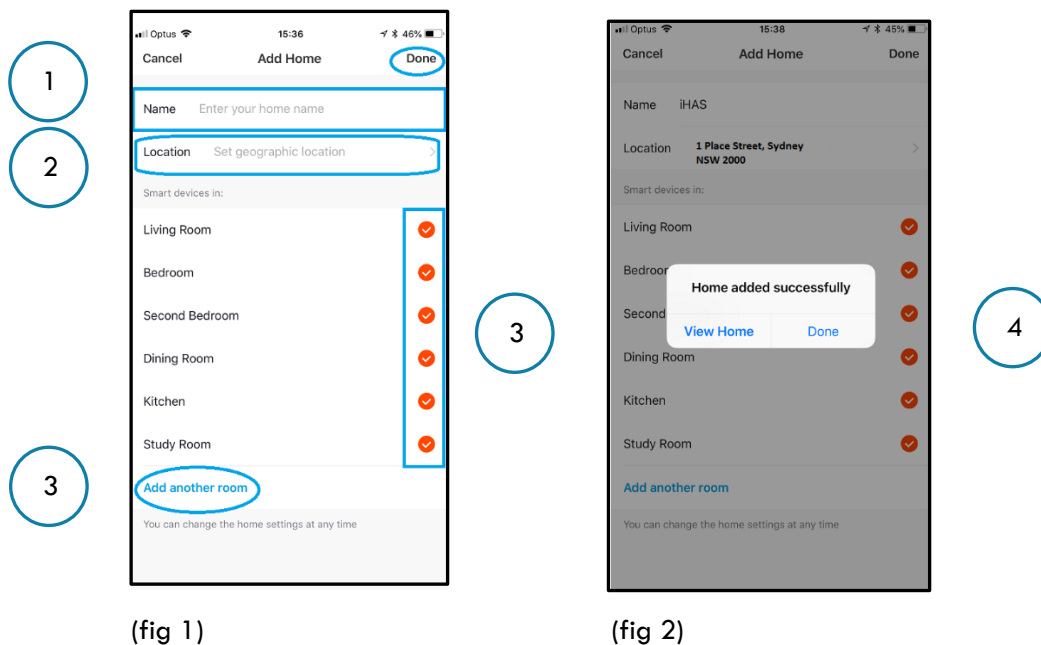 Optus 15:36 46%
Cancel Add Home Done
1
Name Enter your home name
2
Location Set geographic location
Smart devices in:
Living Room
Bedroom
Second Bedroom
3
Dining Room
Kitchen
Study Room
3
Add another room
You can change the home settings at any time
(fig 1)
Optus 15:38 45%
Cancel Add Home Done
Name iHAS
Location 1 Place Street, Sydney
NSW 2000
Smart devices in:
Living Room
Bedroom
Home added successfully
Second
View Home Done
4
Dining Room
Kitchen
Study Room
Add another room
You can change the home settings at any time
(fig 2)